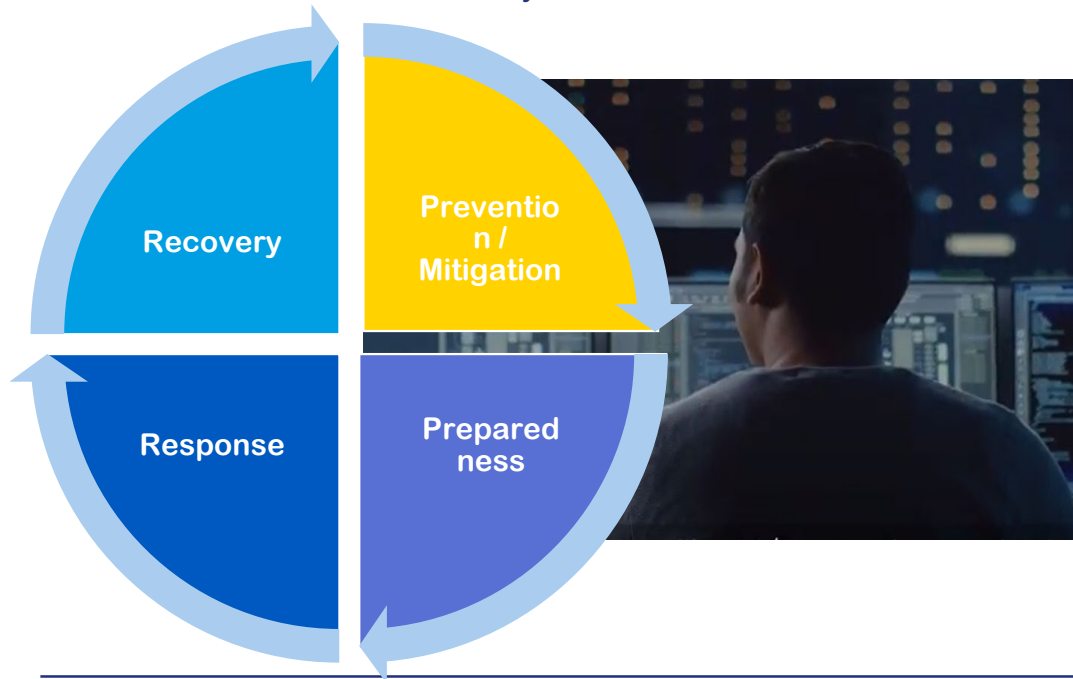 Recovery
Preventio
n /
Mitigation
Response
Prepared
ness